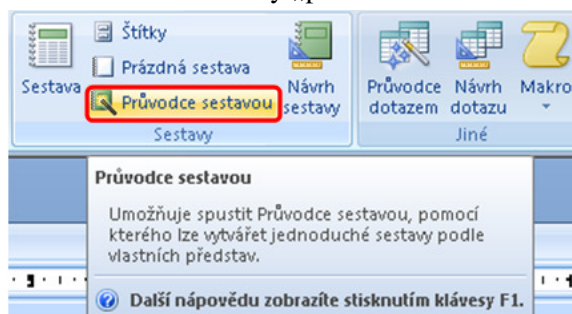 Štítky
Prázdná sestava
Průvodce sestavou
Sestava
Návrh
sestavy
Sestavy
Průvodce
dotazem
Návrh
dotazu
Makro
Jiné
Průvodce sestavou
Umožňuje spustit Průvodce sestavou, pomocí
kterého lze vytvářet jednoduché sestavy podle
vlastních představ.
Další nápovědu zobrazíte stisknutím klávesy F1.